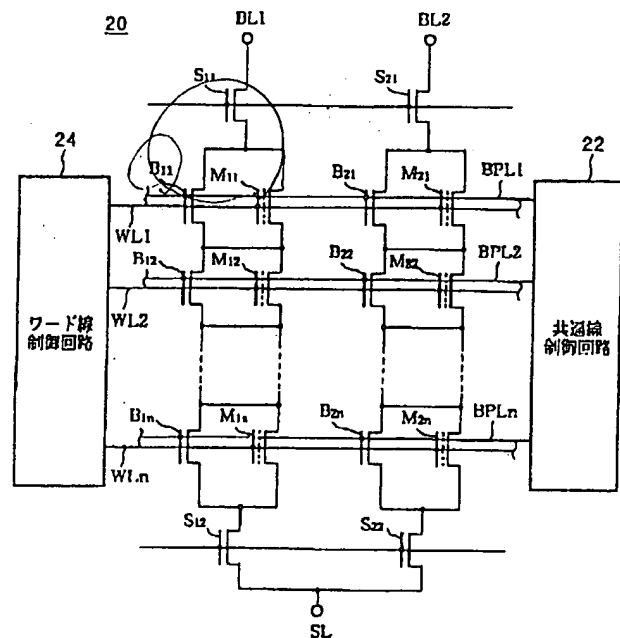 20
BL1 BL2
S11 S21
24 22
B11 M11 B21 M21 BPL1
WL1
B12 M12 B22 M22 BPL2
WL2
ワード線
制御回路
共通線
制御回路
B1n M1n B2n M2n BPLn
WLn
S12 S22
SL